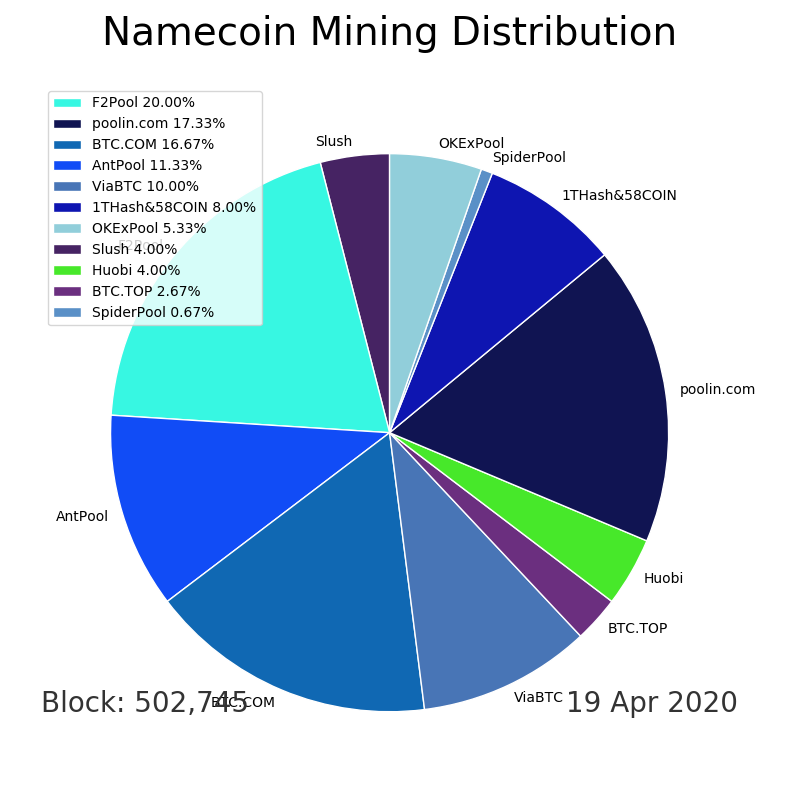 Namecoin Mining Distribution
F2Pool 20.00%
poolin.com 17.33%
BTC.COM 16.67%
AntPool 11.33%
ViaBTC 10.00%
1THash&58COIN 8.00%
OKExPool 5.33%
Slush 4.00%
Huobi 4.00%
BTC.TOP 2.67%
SpiderPool 0.67%
Slush
OKExPool
SpiderPool
1THash&58COIN
F2Pool
poolin.com
AntPool
Huobi
BTC.TOP
ViaBTC
BTC.COM
Block: 502,745
19 Apr 2020